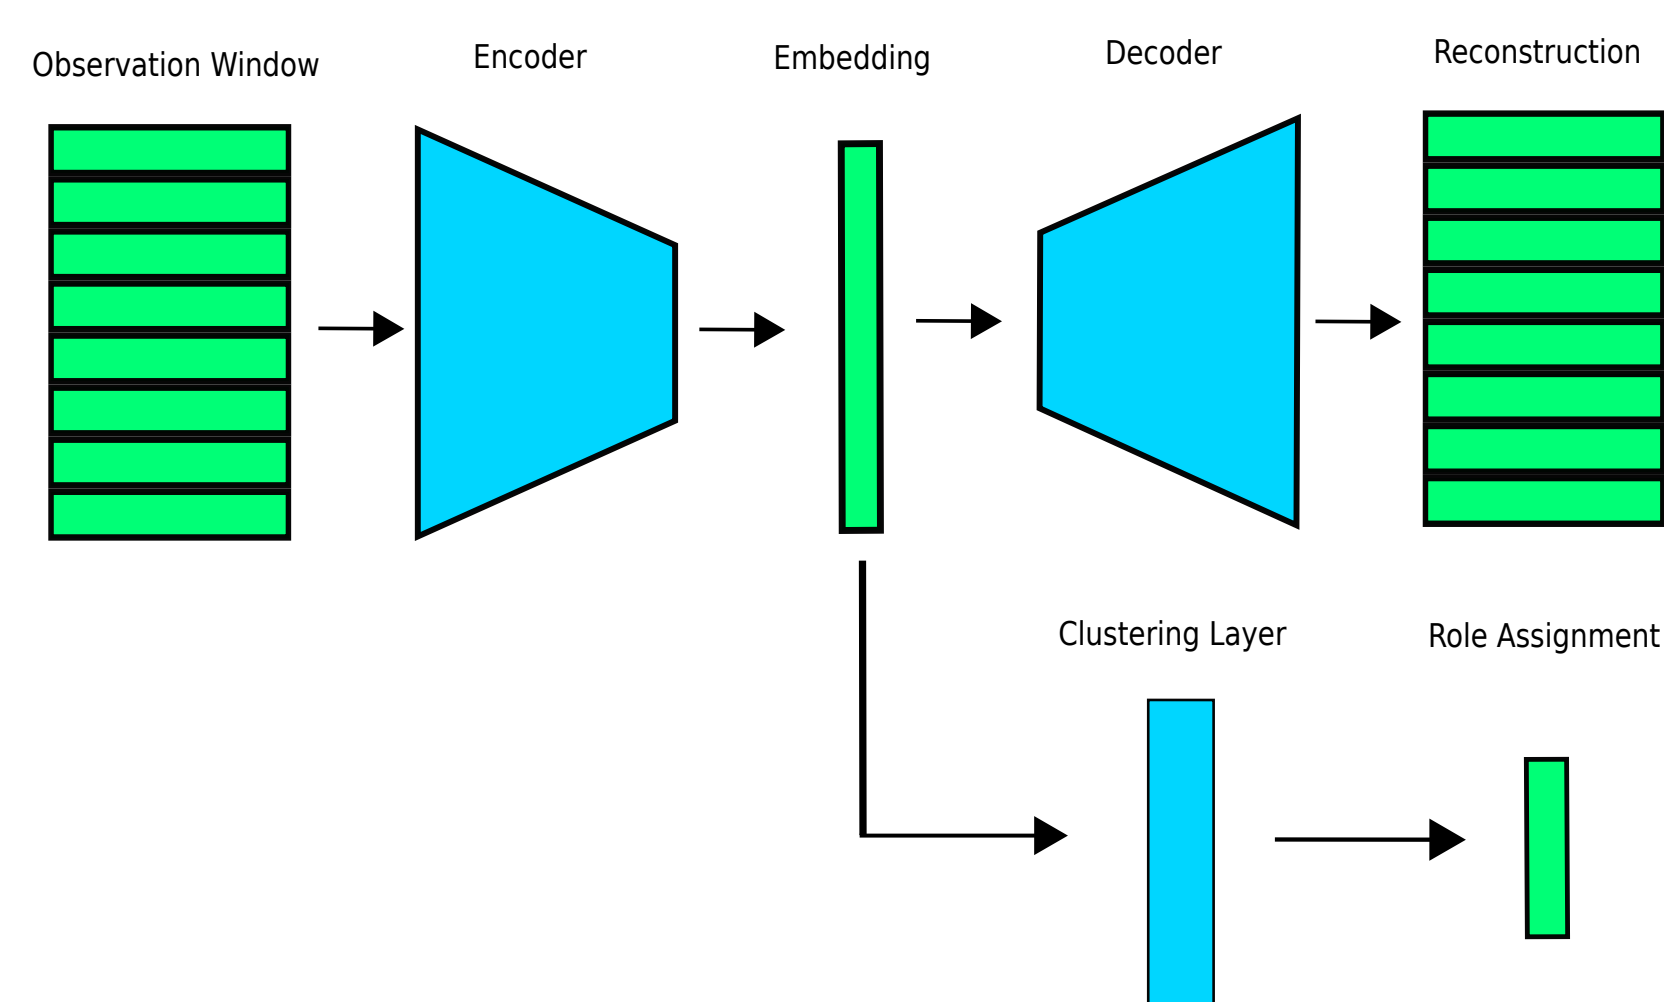 Observation Window
Encoder
Embedding
Decoder
Reconstruction
Clustering Layer
Role Assignment